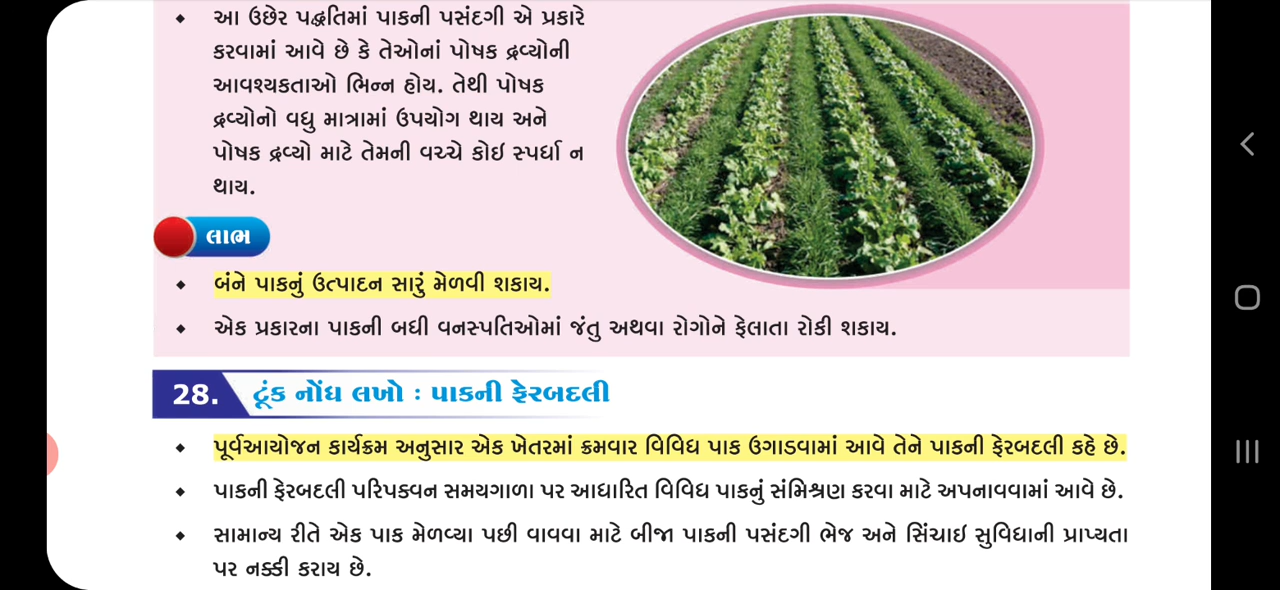 આ ઉછેર પદ્ધતિમાં પાકની પસંદગી એ પ્રકારે
કરવામાં આવે છે કે તેઓનાં પોષક દ્રવ્યોની
આવશ્યકતાઓ ભિન્ન હોય. તેથી પોષક
દ્રવ્યોનો વધુ માત્રામાં ઉપયોગ થાય અને
પોષક દ્રવ્યો માટે તેમની વચ્ચે કોઇ સ્પર્ધા ન
થાય.
લાભ
બંને પાકનું ઉત્પાદન સારું મેળવી શકાય.
એક પ્રકારના પાકની બધી વનસ્પતિઓમાં જંતુ અથવા રોગોને ફેલાતા રોકી શકાય.
28. ટૂંક નોંધ લખો : પાકની ફેરબદલી
પૂર્વઆયોજન કાર્યક્રમ અનુસાર એક ખેતરમાં ક્રમવાર વિવિધ પાક ઉગાડવામાં આવે તેને પાકની ફેરબદલી કહે છે.
પાકની ફેરબદલી પરિપક્વન સમયગાળા પર આધારિત વિવિધ પાકનું સંમિશ્રણ કરવા માટે અપનાવવામાં આવે છે.
સામાન્ય રીતે એક પાક મેળવ્યા પછી વાવવા માટે બીજા પાકની પસંદગી ભેજ અને સિંચાઇ સુવિધાની પ્રાપ્યતા
પર નક્કી કરાય છે.